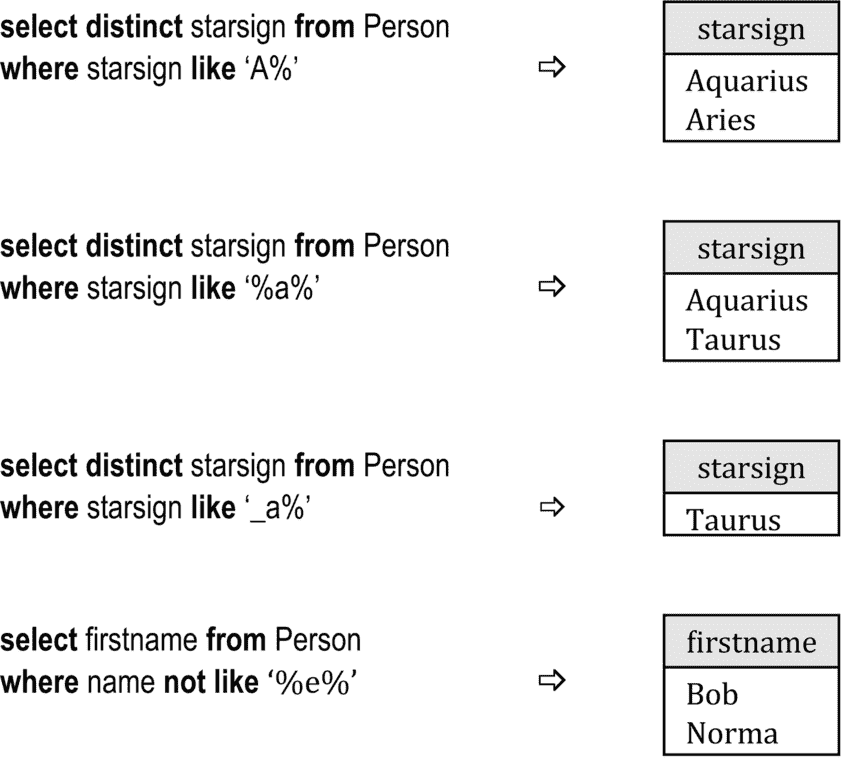 select distinct starsign from Person
where starsign like ‘A%’ ⇨
starsign
Aquarius
Aries
select distinct starsign from Person
where starsign like ‘%a%’ ⇨
starsign
Aquarius
Taurus
select distinct starsign from Person
where starsign like ‘_a%’ ⇨
starsign
Taurus
select firstname from Person
where name not like ‘%e%’ ⇨
firstname
Bob
Norma